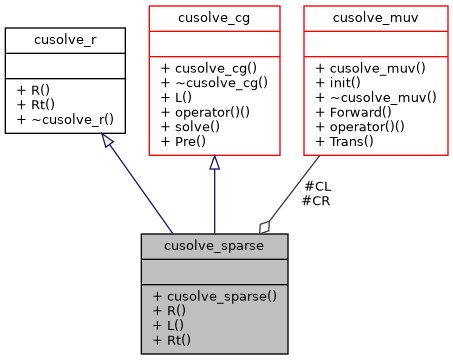 cusolve_r
+ R()
+ Rt()
+ ~cusolve_r()
cusolve_cg
+ cusolve_cg()
+ ~cusolve_cg()
+ L()
+ operator()()
+ solve()
+ Pre()
cusolve_muv
+ cusolve_muv()
+ init()
+ ~cusolve_muv()
+ Forward()
+ operator()()
+ Trans()
#CL
#CR
cusolve_sparse
+ cusolve_sparse()
+ R()
+ L()
+ Rt()